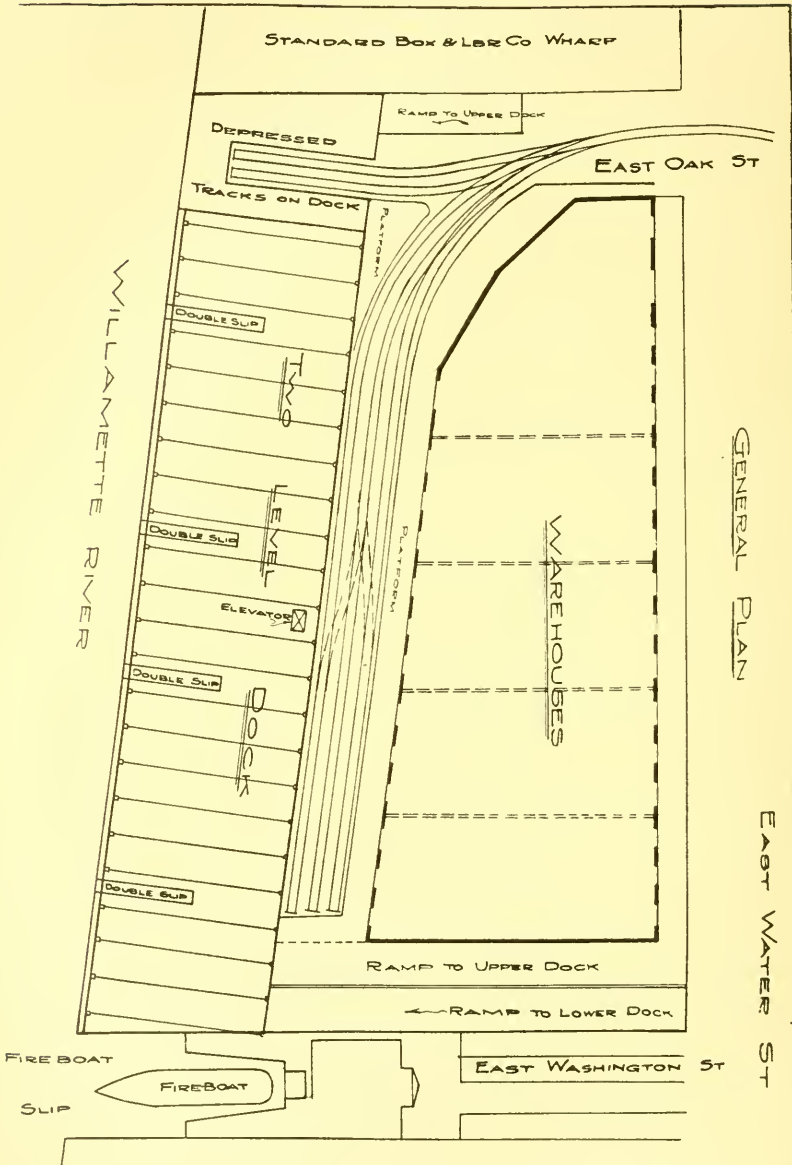 STANDARD BOX & LBR CO WHARF
RAMP TO UPPER DOCK
DEPRESSED
TRACKS ON DOCK
EAST OAK ST
PLATFORM
DOUBLE SLIP
TWO
LEVEL
DOCK
WILLAMETTE RIVER
DOUBLE SLIP
ELEVATOR
PLATFORM
WAREHOUSES
GENERAL PLAN
DOUBLE SLIP
DOUBLE SLIP
EAST WATER ST
RAMP TO UPPER DOCK
RAMP TO LOWER DOCK
FIRE BOAT
SLIP
FIRE BOAT
EAST WASHINGTON ST